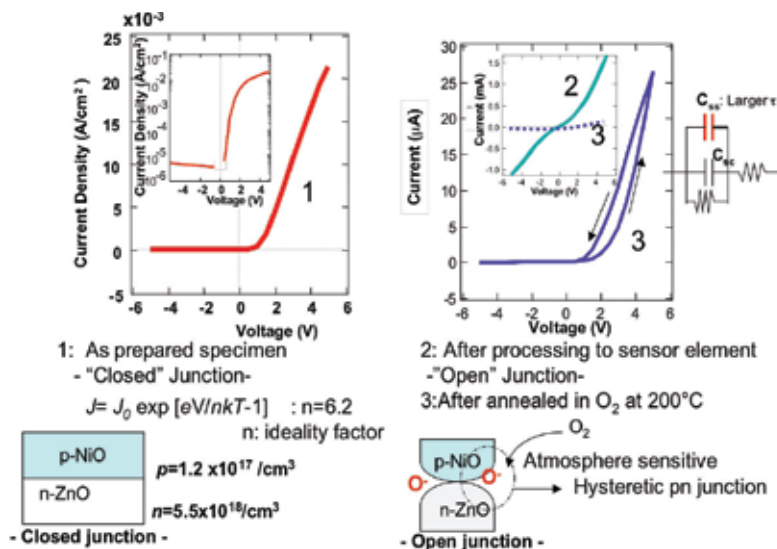 x10-3
Current Density (A/cm2)
25
20
15
10
5
0
-5
-6 -4 -2 0 2 4 6
Voltage (V)
Current Density (A/cm2)
10-1
10-2
10-3
10-4
10-5
10-6
-4 -2 0 2 4
Voltage (V)
1
Current (μA)
30
25
20
15
10
5
0
-5
-6 -4 -2 0 2 4 6
Voltage (V)
Current (mA)
1.5
1.0
0.5
0.0
-1.0
-4 0 4
Voltage (V)
2
3
3
Css: Larger τ
Csc
1: As prepared specimen
- “Closed” Junction-
J= J0 exp [eV/nkT-1] : n=6.2
n: ideality factor
p-NiO
n-ZnO
p=1.2 x1017 /cm3
n=5.5x1018/cm3
- Closed junction -
2: After processing to sensor element
-"Open” Junction-
3:After annealed in O2 at 200°C
O2
p-NiO
O-
O-
n-ZnO
Atmosphere sensitive
Hysteretic pn junction
- Open junction-